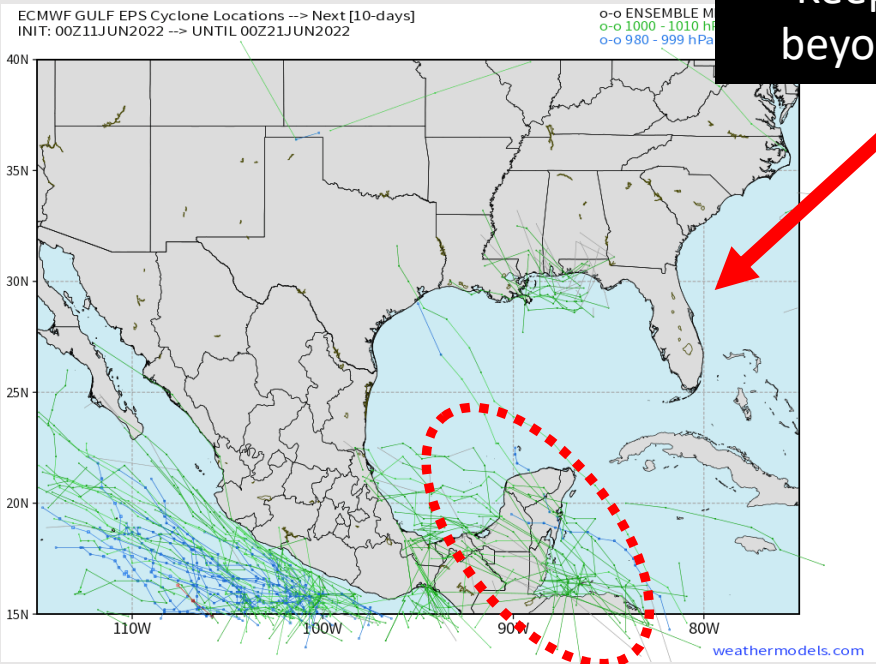 ECMWF GULF EPS Cyclone Locations --> Next [10-days]
INIT: 00Z11JUN2022 --> UNTIL 00Z21JUN2022
o-o ENSEMBLE
o-o 1000 - 1010
o-o 980 - 999 hPa
beyo
40N
35N
30N
25N
20N
15N
110W
100W
90W
80W
weathermodels.com